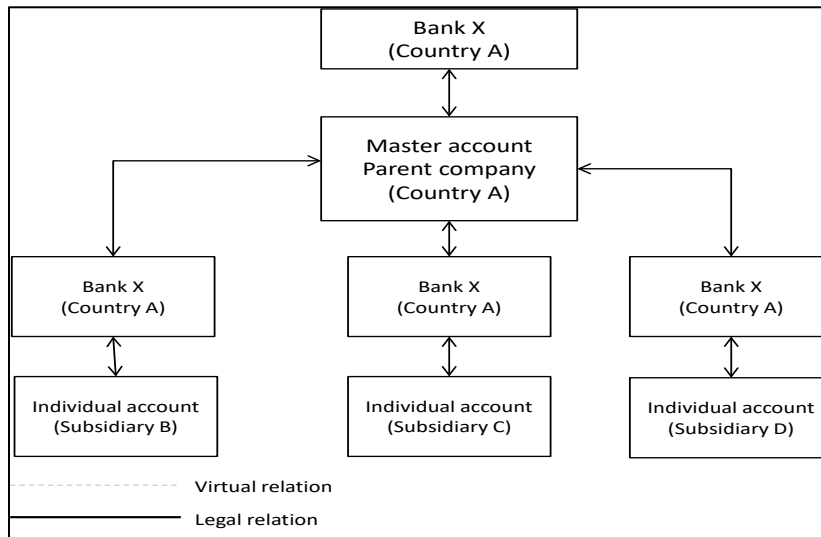 Bank X
(Country A)
Master account
Parent company
(Country A)
Bank X
(Country A)
Bank X
(Country A)
Bank X
(Country A)
Individual account
(Subsidiary B)
Individual account
(Subsidiary C)
Individual account
(Subsidiary D)
Virtual relation
Legal relation